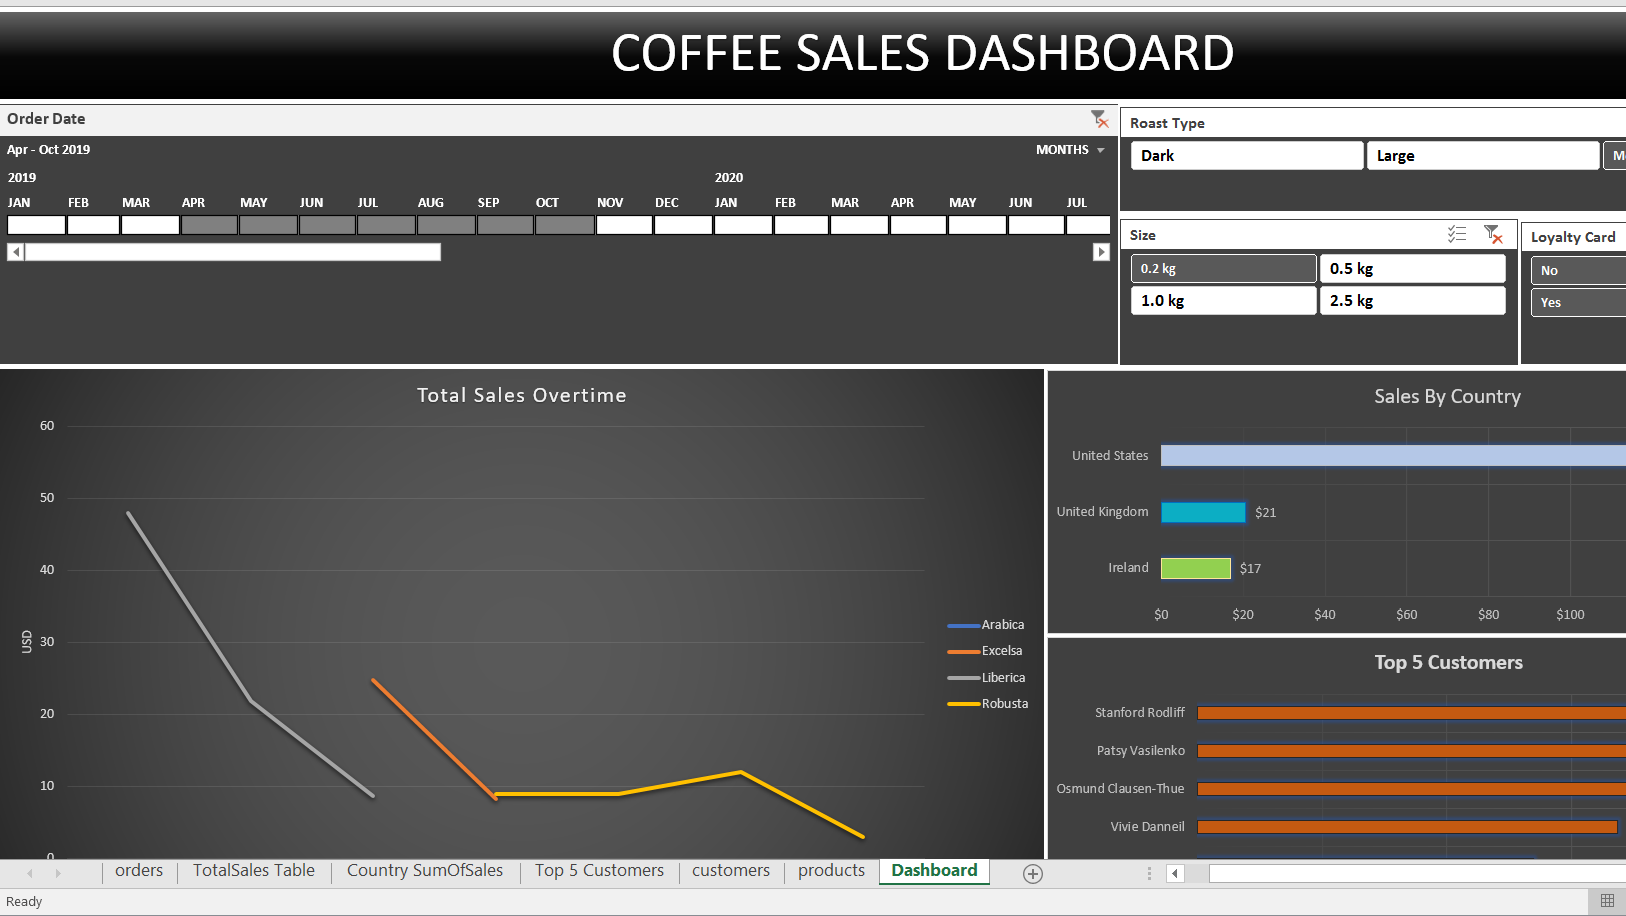 COFFEE SALES DASHBOARD
Order Date
Apr - Oct 2019
MONTHS
2019 2020
JAN FEB MAR APR MAY JUN JUL AUG SEP OCT NOV DEC JAN FEB MAR APR MAY JUN JUL
Roast Type
Dark Large
Size
0.2 kg 0.5 kg
1.0 kg 2.5 kg
Loyalty Card
No
Yes
Total Sales Overtime
60
50
40
30
20
10
0
USD
Arabica
Excelsa
Liberica
Robusta
Sales By Country
United States
United Kingdom $21
Ireland $17
$0 $20 $40 $60 $80 $100
Top 5 Customers
Stanford Rodliff
Patsy Vasilenko
Osmund Clausen-Thue
Vivie Danneil
orders TotalSales Table Country SumOfSales Top 5 Customers customers products Dashboard
Ready